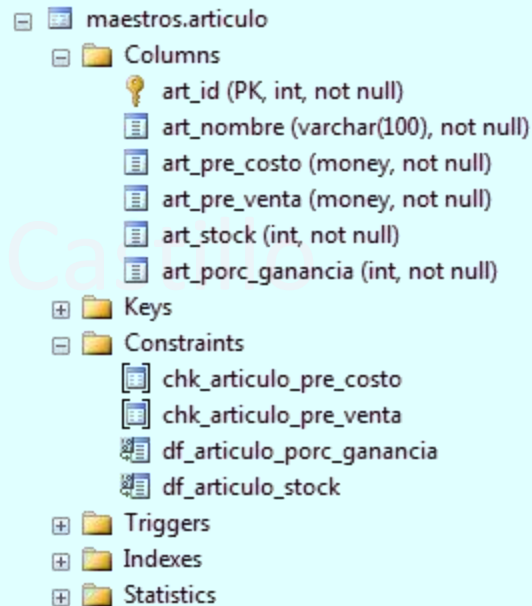 maestros.articulo
Columns
art_id (PK, int, not null)
art_nombre (varchar(100), not null)
art_pre_costo (money, not null)
art_pre_venta (money, not null)
art_stock (int, not null)
Castillo
art_porc_ganancia (int, not null)
Keys
Constraints
chk_articulo_pre_costo
chk_articulo_pre_venta
df_articulo_porc_ganancia
df_articulo_stock
Triggers
Indexes
Statistics